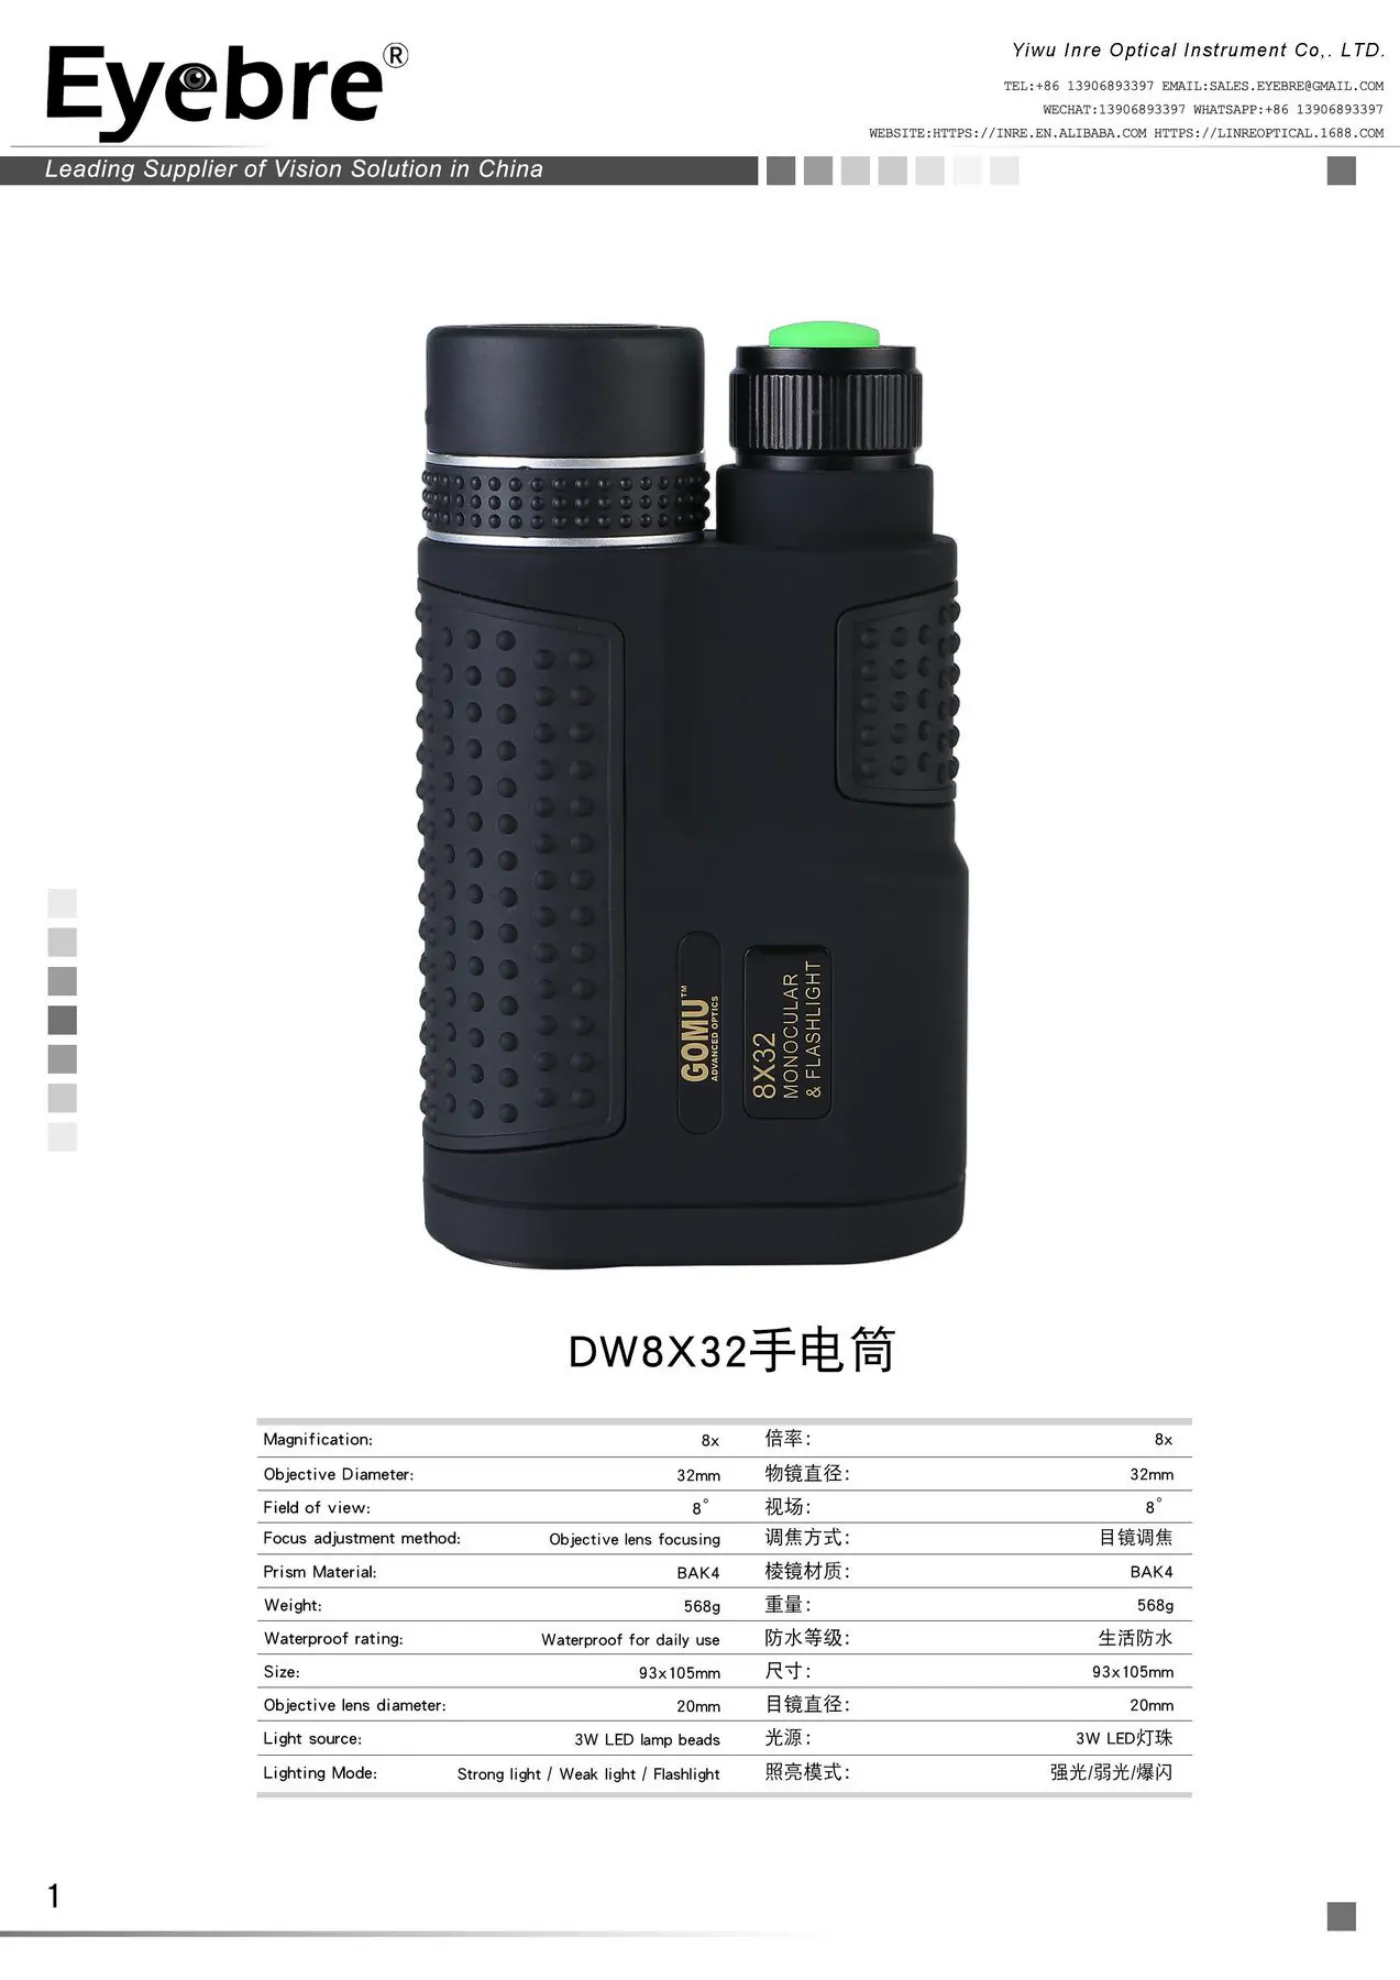 Eyebre®
Yiwu Inre Optical Instrument Co,. LTD.
TEL:+86 13906893397 EMAIL:SALES.EYEBRE@GMAIL.COM
WECHAT:13906893397 WHATSAPP:+86 13906893397
WEBSITE:HTTPS://INRE.EN.ALIBABA.COM HTTPS://LINREOPTICAL.1688.COM
Leading Supplier of Vision Solution in China
GOMU™
ADVANCED OPTICS
8X32
MONOCULAR
& FLASHLIGHT
DW8X32手电筒
Magnification: 8x 倍率: 8x
Objective Diameter: 32mm 物镜直径: 32mm
Field of view: 8° 视场: 8°
Focus adjustment method: Objective lens focusing 调焦方式: 目镜调焦
Prism Material: BAK4 棱镜材质: BAK4
Weight: 568g 重量: 568g
Waterproof rating: Waterproof for daily use 防水等级: 生活防水
Size: 93x105mm 尺寸: 93x105mm
Objective lens diameter: 20mm 目镜直径: 20mm
Light source: 3W LED lamp beads 光源: 3W LED灯珠
Lighting Mode: Strong light / Weak light / Flashlight 照亮模式: 强光/弱光/爆闪
1